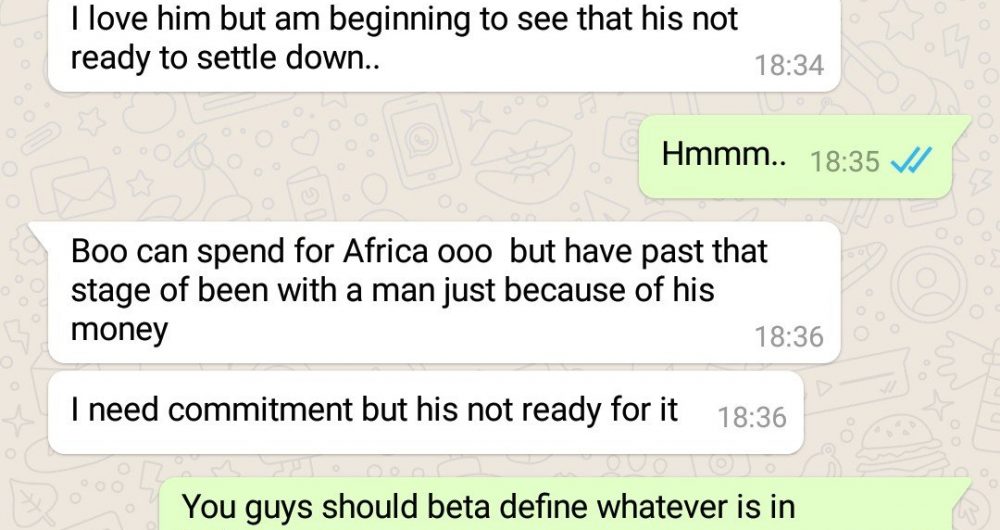 I love him but am beginning to see that his not
ready to settle down..
18:34
Hmmm..
18:35
Boo can spend for Africa ooo  but have past that
stage of been with a man just because of his
money
18:36
I need commitment but his not ready for it
18:36
You guys should beta define whatever is in